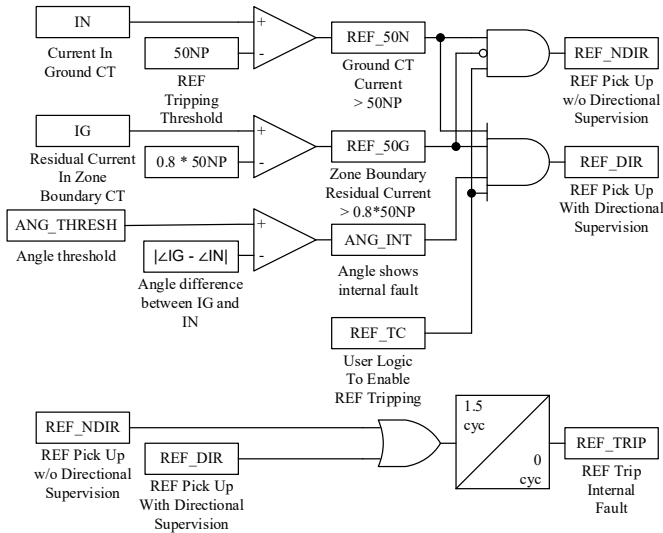 IN
Current In
Ground CT
50NP
REF
Tripping
Threshold
+
-
REF_50N
Ground CT
Current
> 50NP
REF_NDIR
REF Pick Up
w/o Directional
Supervision
IG
Residual Current
In Zone
Boundary CT
0.8 * 50NP
+
-
REF_50G
Zone Boundary
Residual Current
> 0.8*50NP
REF_DIR
REF Pick Up
With Directional
Supervision
ANG_THRESH
Angle threshold
|∠IG - ∠IN|
Angle difference
between IG and
IN
+
-
ANG_INT
Angle shows
internal fault
REF_TC
User Logic
To Enable
REF Tripping
REF_NDIR
REF Pick Up
w/o Directional
Supervision
REF_DIR
REF Pick Up
With Directional
Supervision
1.5
cyc
0
cyc
REF_TRIP
REF Trip
Internal
Fault